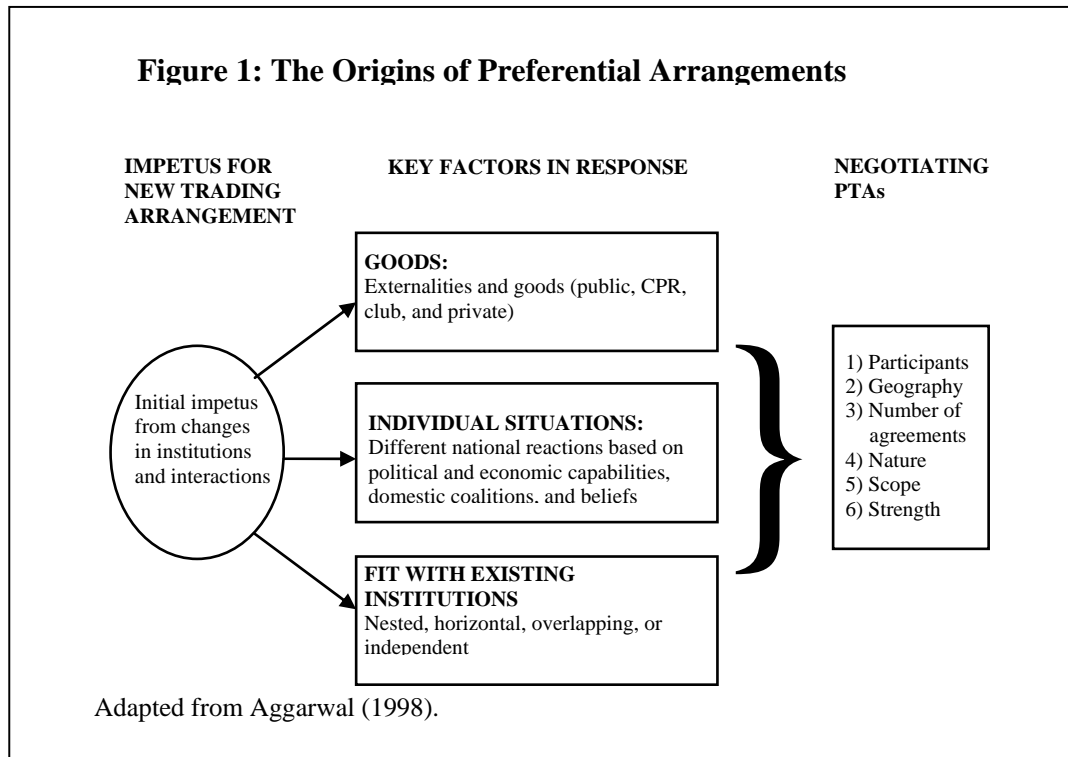 Figure 1: The Origins of Preferential Arrangements
IMPETUS FOR
NEW TRADING
ARRANGEMENT
KEY FACTORS IN RESPONSE
NEGOTIATING
PTAs
GOODS:
Externalities and goods (public, CPR,
club, and private)
Initial impetus
from changes
in institutions
and interactions
INDIVIDUAL SITUATIONS:
Different national reactions based on
political and economic capabilities,
domestic coalitions. and beliefs
FIT WITH EXISTING
INSTITUTIONS
Nested, horizontal, overlapping, or
independent
1) Participants
2) Geography
3) Number of
agreements
4) Nature
5) Scope
6) Strength
Adapted from Aggarwal (1998).